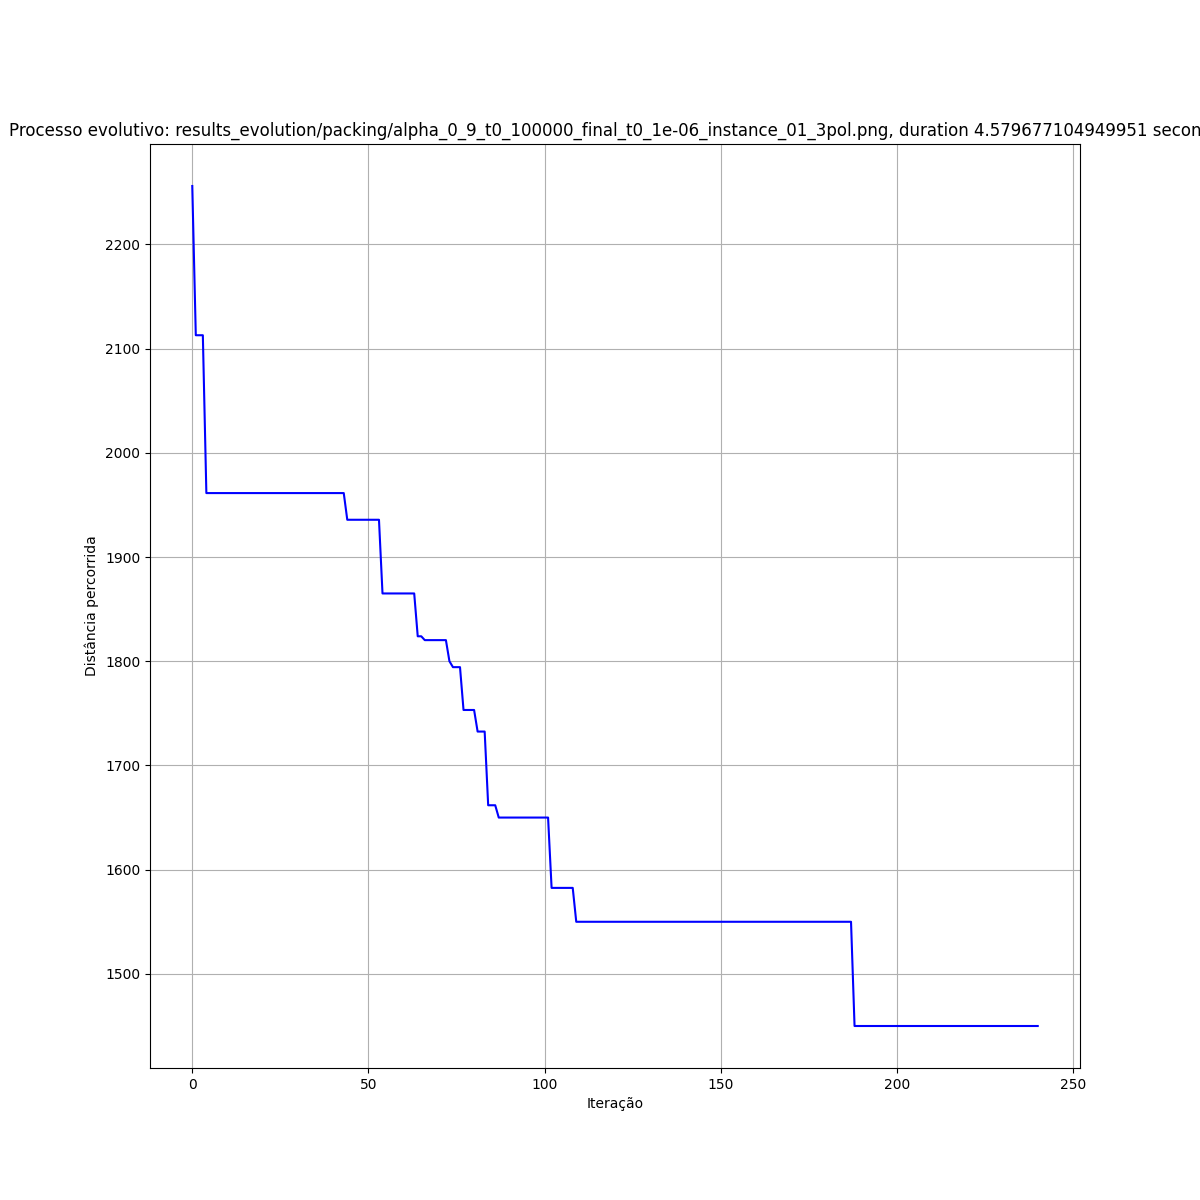 Processo evolutivo: results_evolution/packing/alpha_0_9_t0_100000_final_t0_1e-06_instance_01_3pol.png, duration 4.579677104949951 secon
2200
2100
2000
1900
1800
1700
1600
1500
Distância percorrida
0 50 100 150 200 250
Iteração